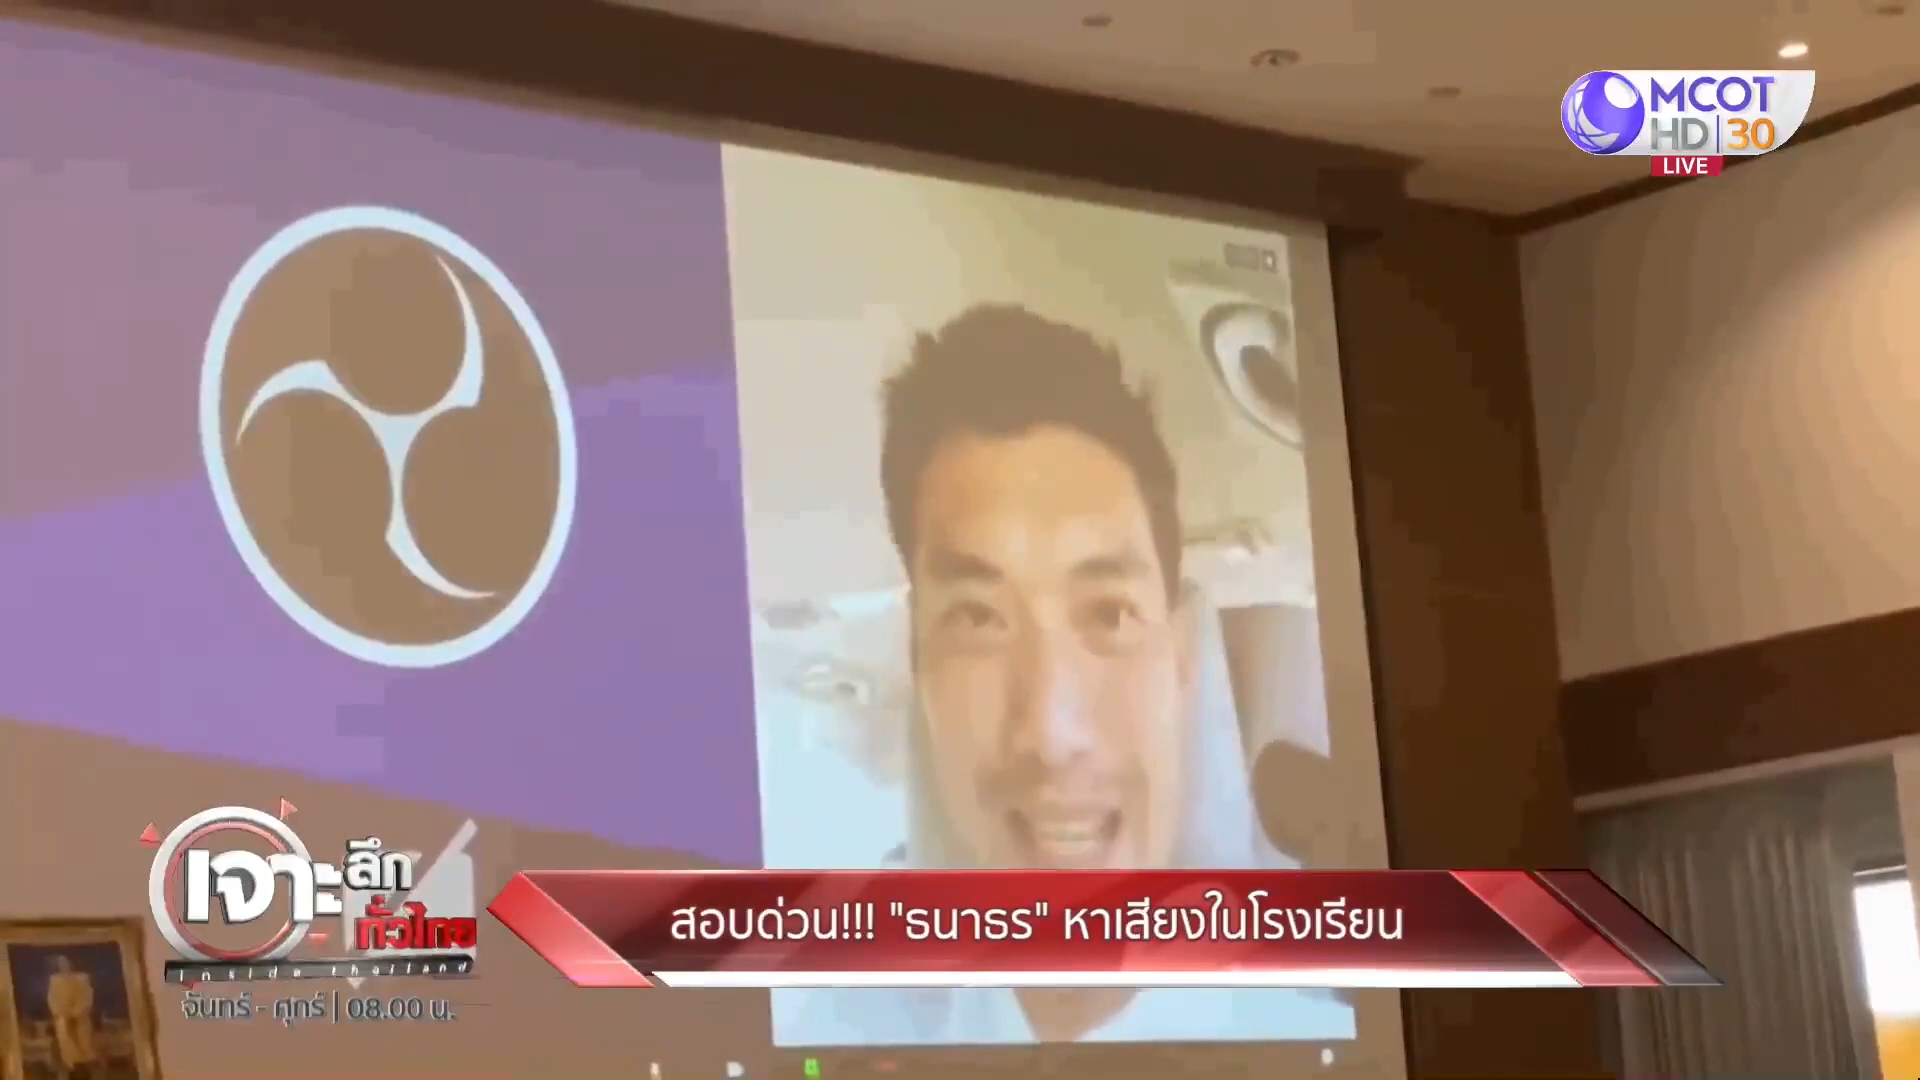 MCOT
HD|30
LIVE
เจาะลึก
ทั่วไทย
inside thailand
จันทร์ - ศุกร์ | 08.00 น.
สอบด่วน!!! "ธนาธร" หาเสียงในโรงเรียน